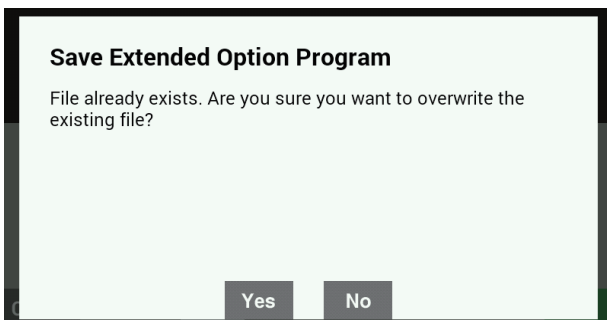 Save Extended Option Program
File already exists. Are you sure you want to overwrite the
existing file?
Yes No